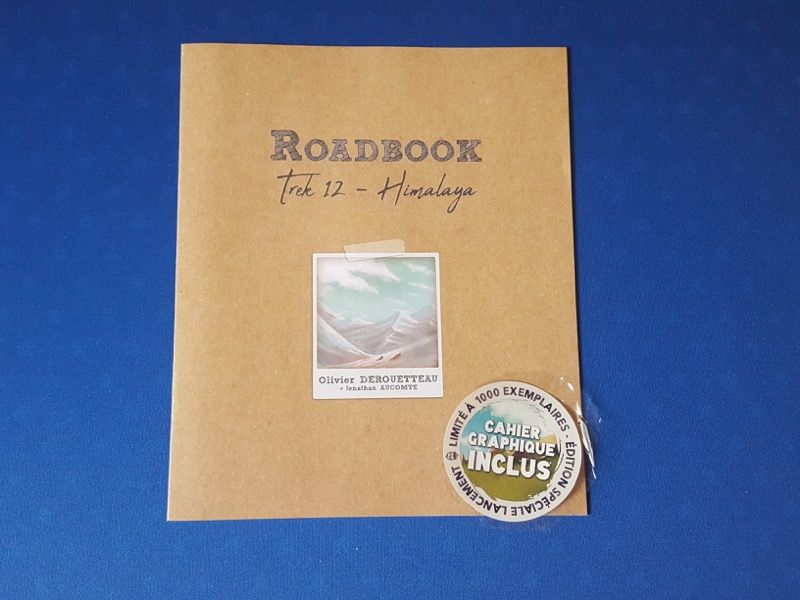 ROADBOOK
Trek 12 - Himalaya
Olivier DEROUETTEAU
+ Jonathan AUCOMTE
LIMITÉ À 1000 EXEMPLAIRES - ÉDITION SPÉCIALE LANCEMENT
CAHIER
GRAPHIQUE
INCLUS